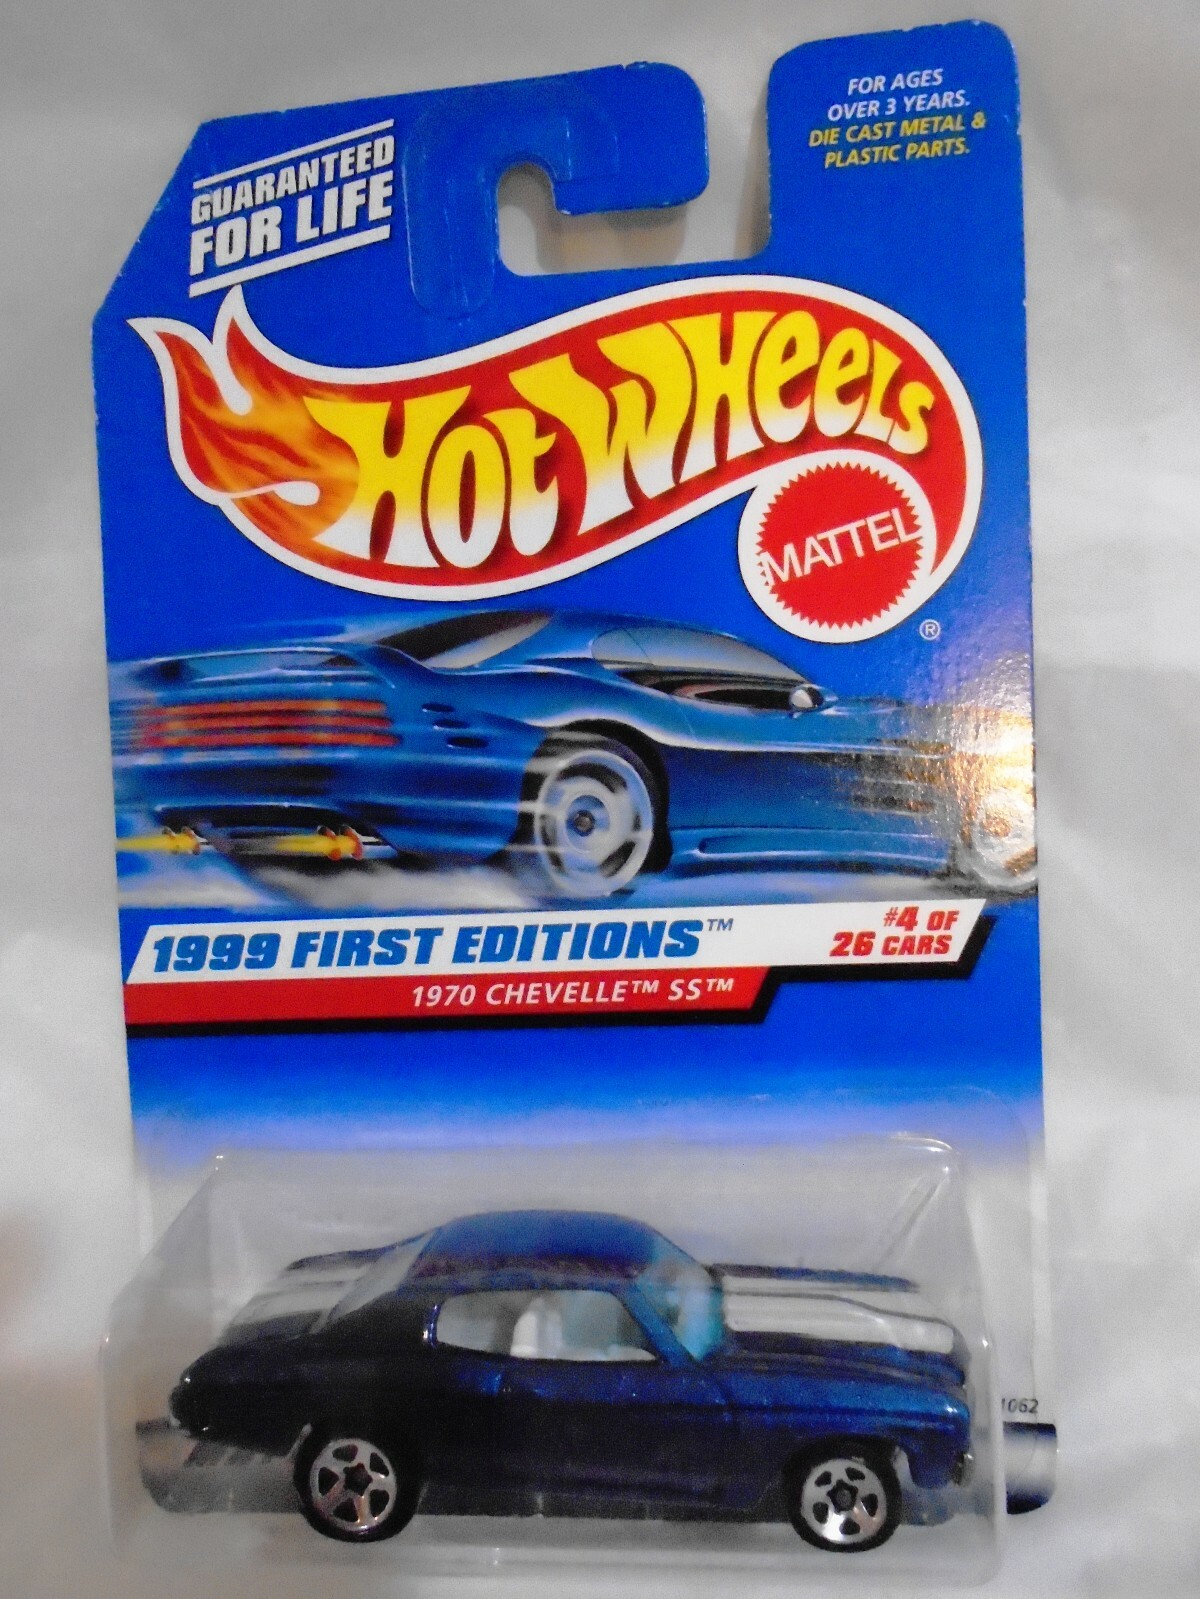 FOR AGES
OVER 3 YEARS.
DIE CAST METAL &
PLASTIC PARTS.
GUARANTEED
FOR LIFE
HOT WHEELS
MATTEL
®
1999 FIRST EDITIONS™
#4 OF
26 CARS
1970 CHEVELLE™ SS™
1062